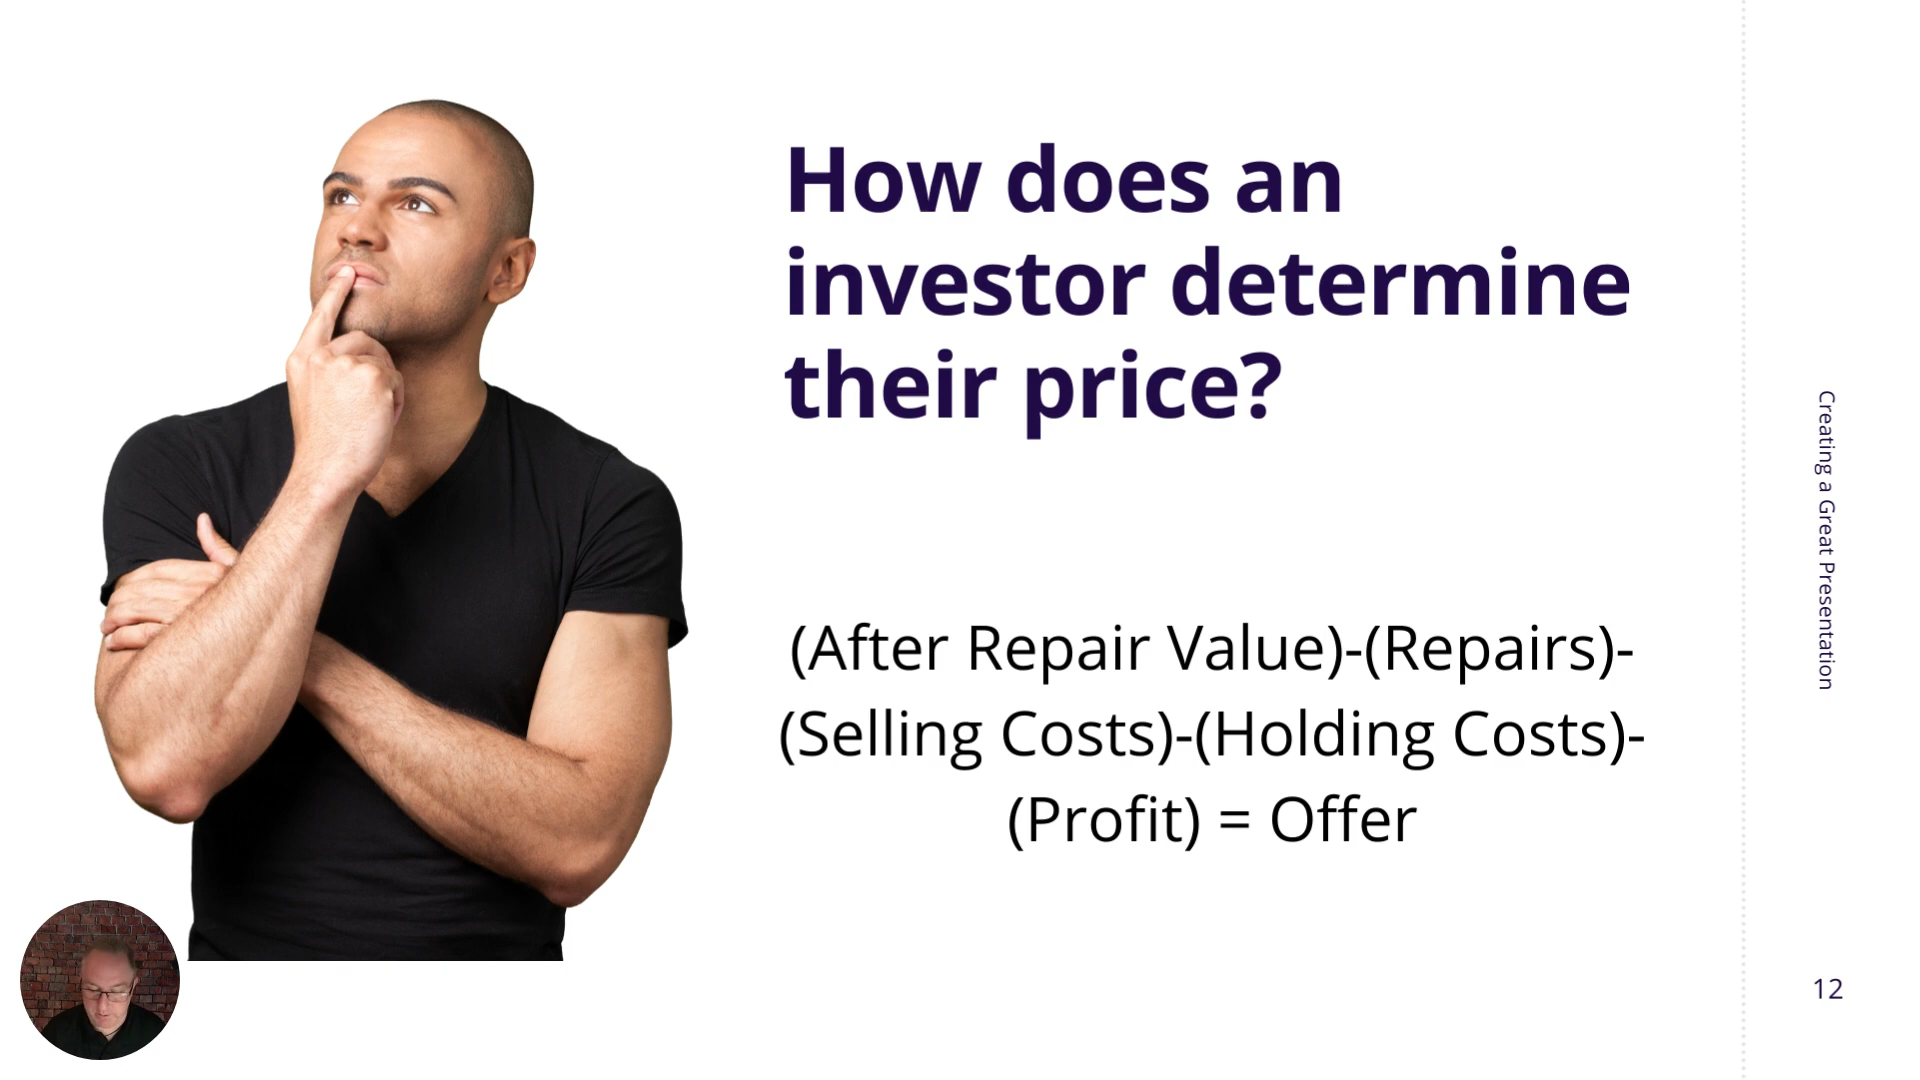 How does an
investor determine
their price?
(After Repair Value)-(Repairs)-
(Selling Costs)-(Holding Costs)-
(Profit) = Offer
Creating a Great Presentation
12